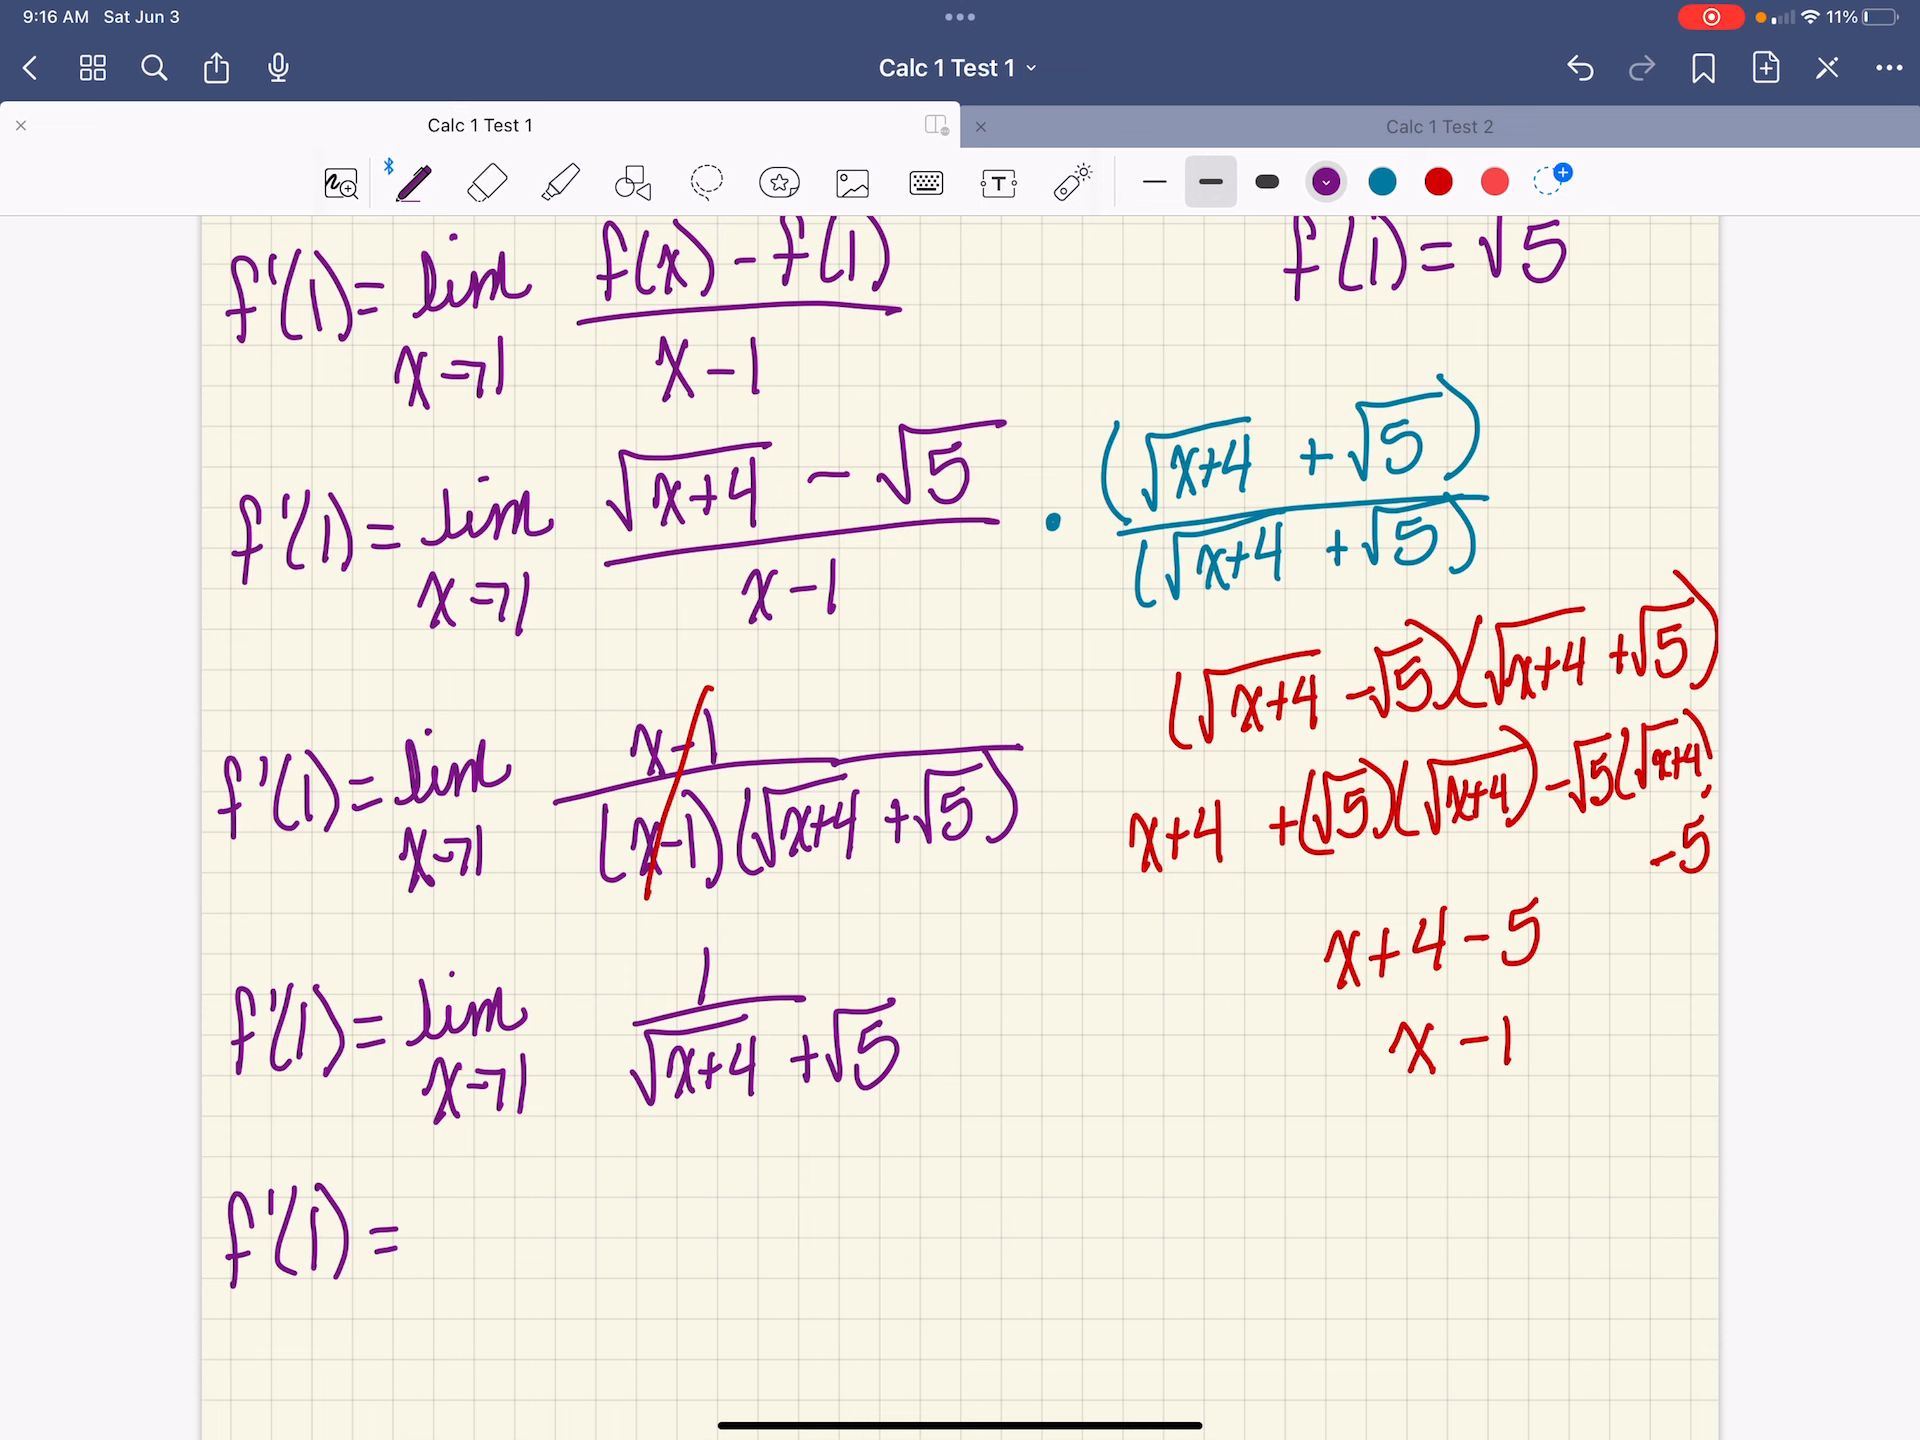 9:16 AM Sat Jun 3
11%
Calc 1 Test 1
Calc 1 Test 1
Calc 1 Test 2
T
f'(1) = lim x→1 f(x) - f(1) / x - 1
f(1) = √5
f'(1) = lim x→1 √x+4 - √5 / x - 1 · (√x+4 + √5) / (√x+4 + √5)
(√x+4 - √5)(√x+4 + √5)
f'(1) = lim x→1 x - 1 / (x - 1)(√x+4 + √5)
x+4 + (√5)(√x+4) - √5(√x+4)
- 5
x + 4 - 5
f'(1) = lim x→1 1 / √x+4 + √5
x - 1
f'(1) =